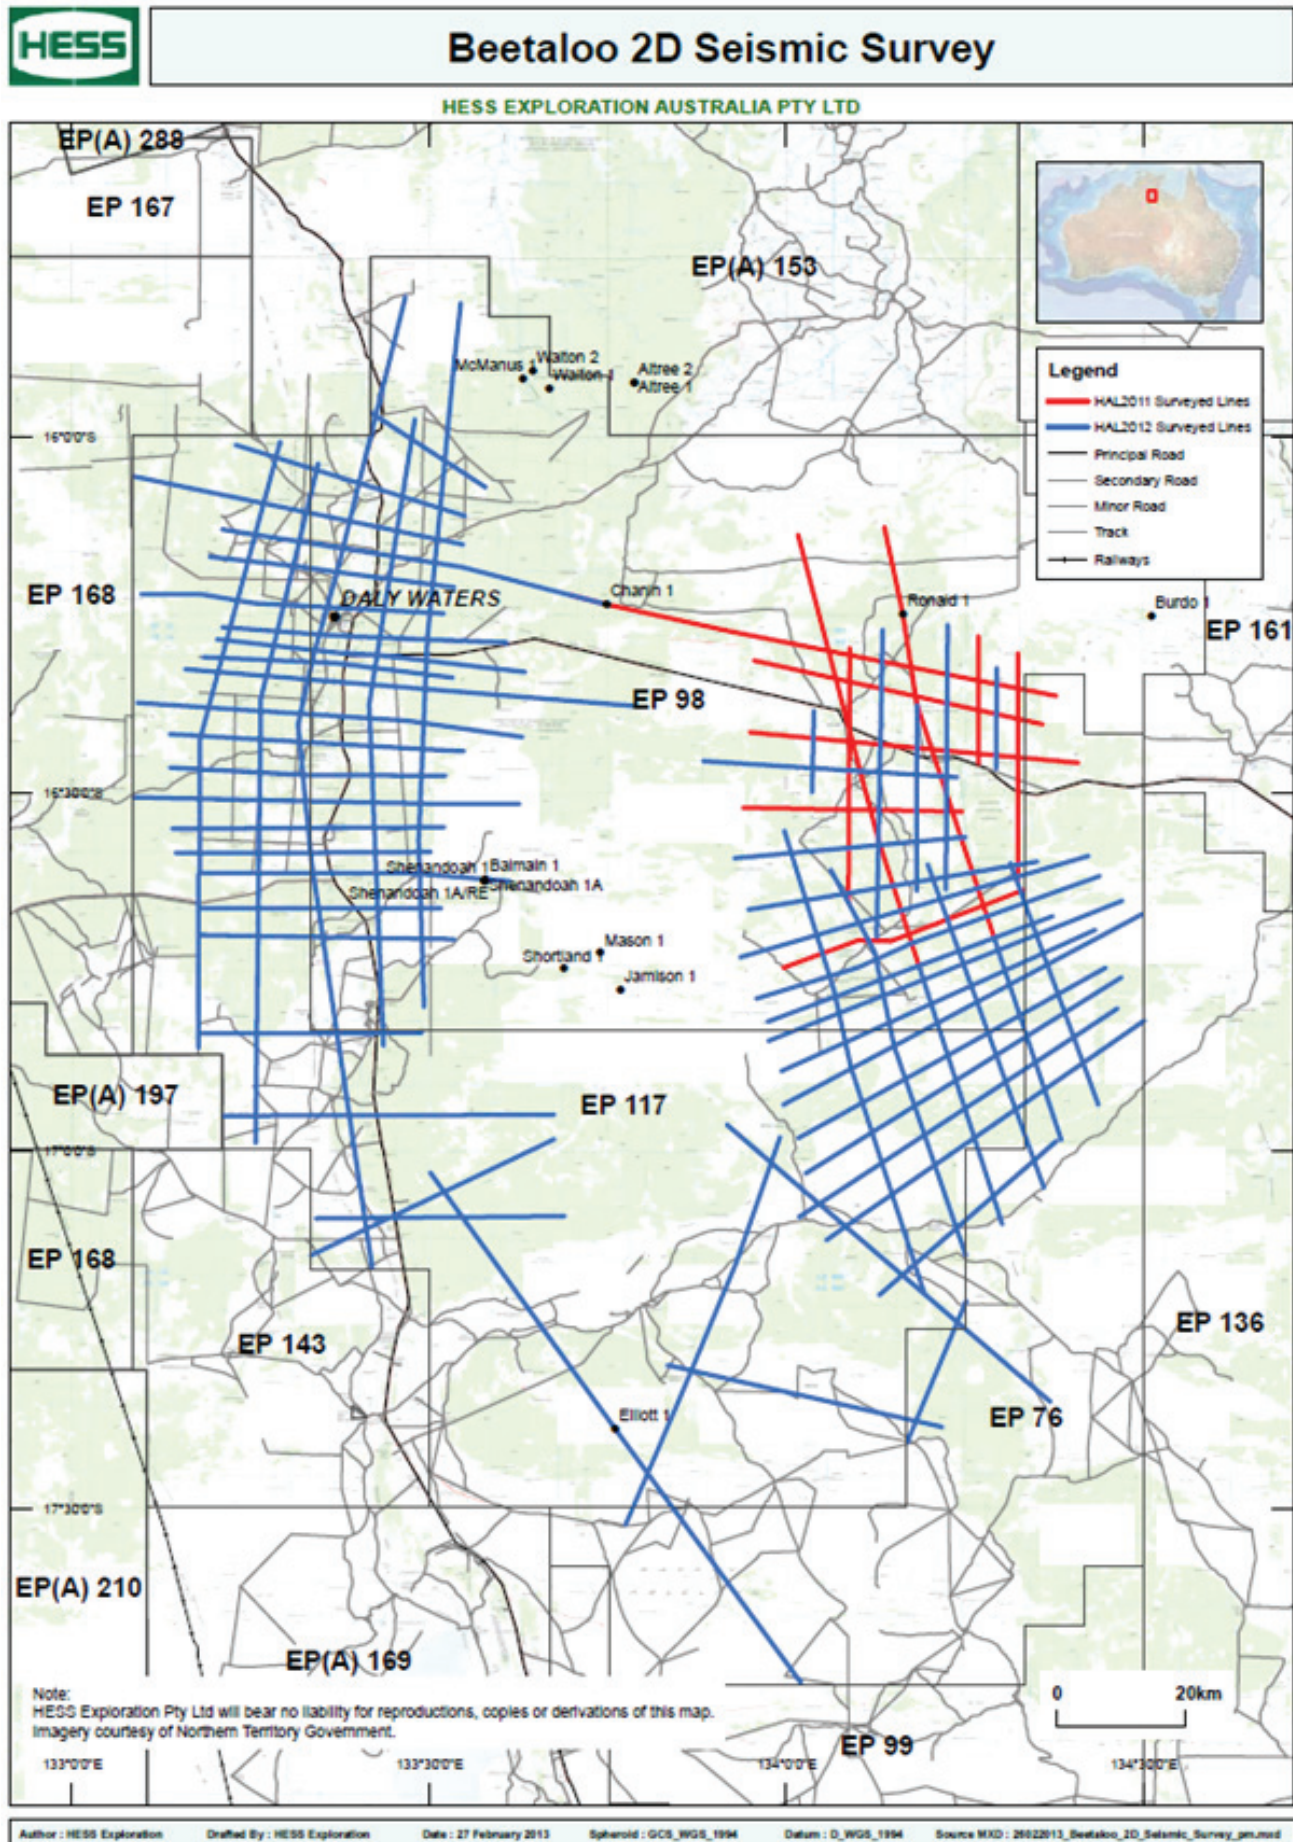 HESS
Beetaloo 2D Seismic Survey
HESS EXPLORATION AUSTRALIA PTY LTD
EP(A) 288
EP 167
EP(A) 153
Legend
HAL2011 Surveyed Lines
HAL2012 Surveyed Lines
Principal Road
Secondary Road
Minor Road
Track
Railways
McManus 1
Walton 2
Walton 1
Altree 2
Altree 1
16°0'0"S
EP 168
DALY WATERS
Chanin 1
Ronald 1
Burdo 1
EP 161
EP 98
16°30'0"S
Shenandoah 1
Balmain 1
Shenandoah 1A/RE
Shenandoah 1A
Mason 1
Shortland 1
Jamison 1
EP(A) 197
EP 117
17°0'0"S
EP 168
EP 143
EP 136
Elliott 1
EP 76
17°30'0"S
EP(A) 210
EP(A) 169
Note:
HESS Exploration Pty Ltd will bear no liability for reproductions, copies or derivations of this map.
Imagery courtesy of Northern Territory Government.
0 20km
EP 99
133°0'0"E 133°30'0"E 134°0'0"E 134°30'0"E
Author : HESS Exploration Drafted By : HESS Exploration Date : 27 February 2013 Spheroid : GCS_WGS_1994 Datum : D_WGS_1994 Source MXD : 26022013_Beetaloo_2D_Seismic_Survey_pm.mxd